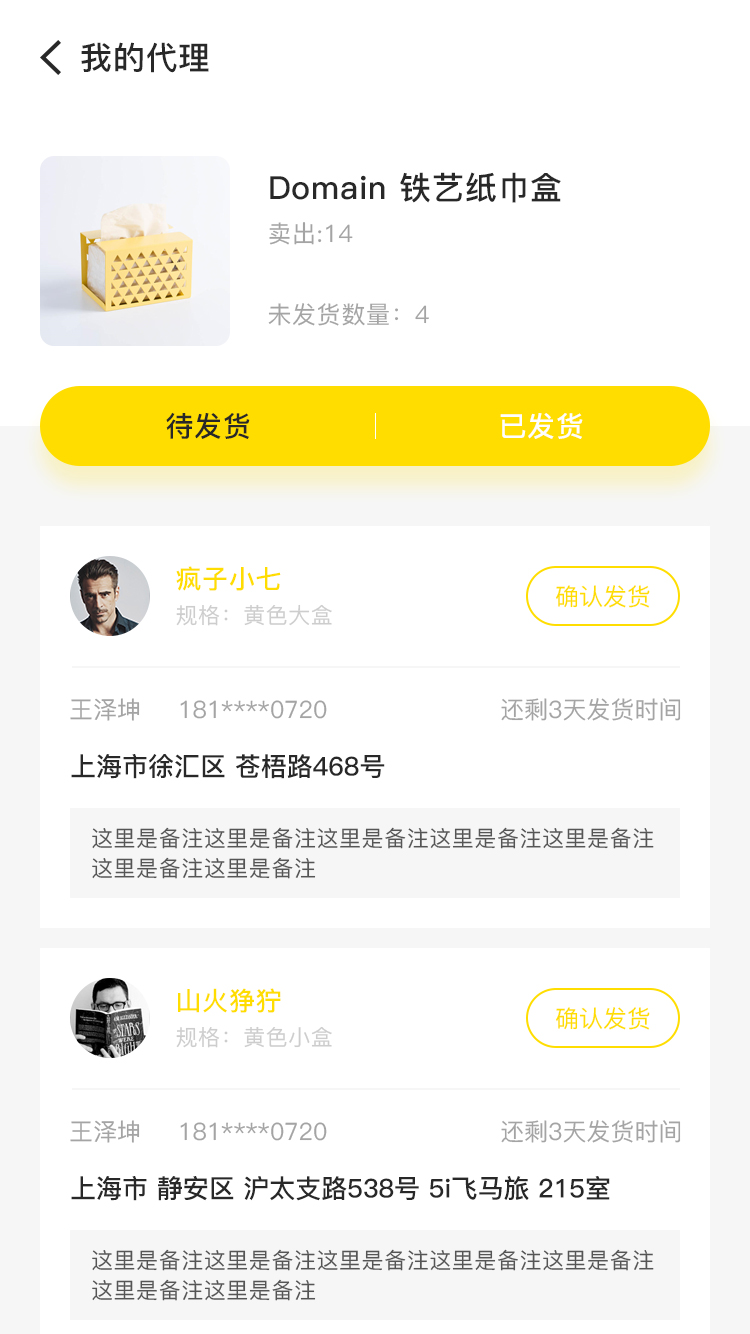 我的代理
Domain 铁艺纸巾盒
卖出:14
未发货数量：4
待发货
已发货
疯子小七
规格：黄色大盒
确认发货
王泽坤 181****0720 还剩3天发货时间
上海市徐汇区 苍梧路468号
这里是备注这里是备注这里是备注这里是备注这里是备注
这里是备注这里是备注
山火狰狞
规格：黄色小盒
STARS
确认发货
王泽坤 181****0720 还剩3天发货时间
上海市 静安区 沪太支路538号 5i飞马旅 215室
这里是备注这里是备注这里是备注这里是备注这里是备注
这里是备注这里是备注